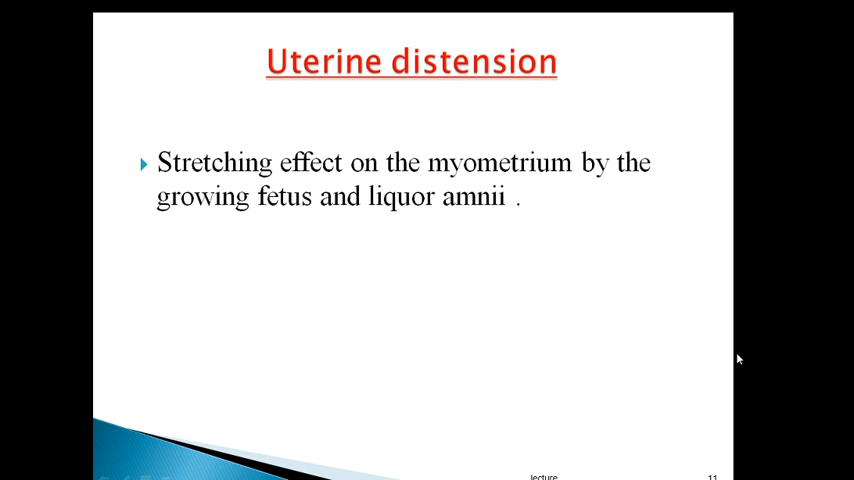 Uterine distension
Stretching effect on the myometrium by the
growing fetus and liquor amnii .
lecture
11